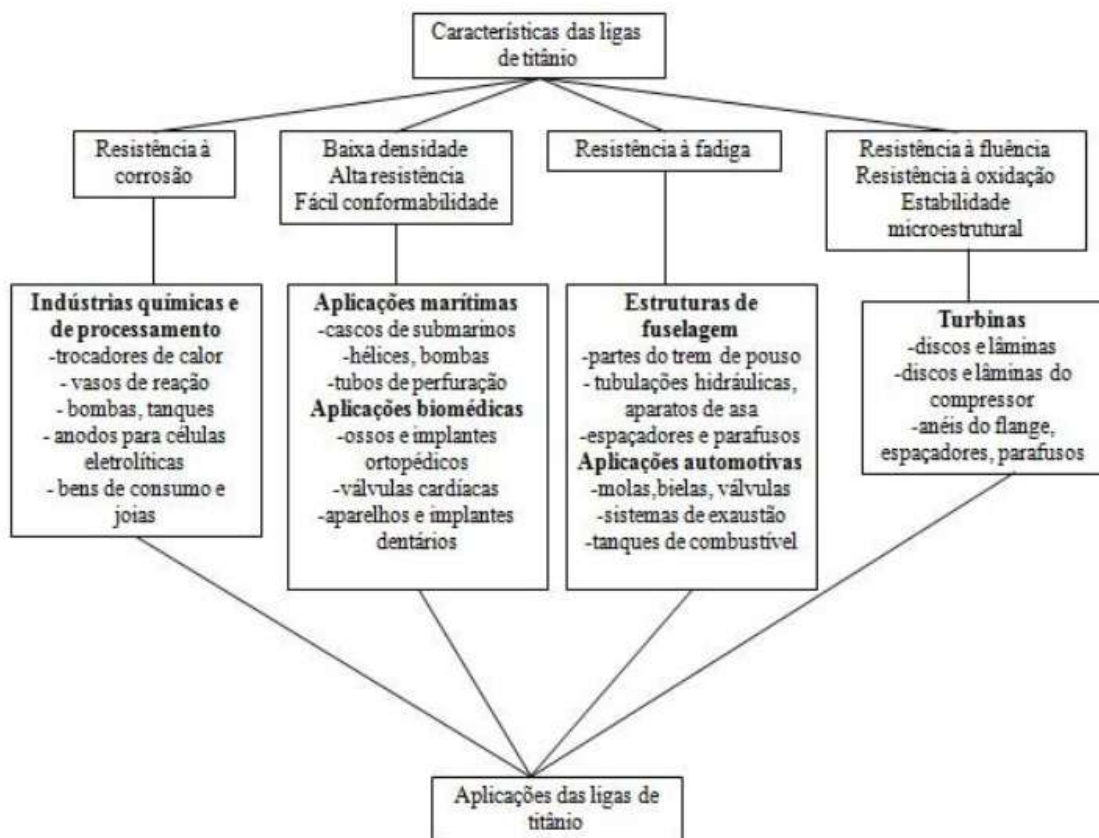 Características das ligas
de titânio
Resistência à
corrosão
Baixa densidade
Alta resistência
Fácil conformabilidade
Resistência à fadiga
Resistência à fluência
Resistência à oxidação
Estabilidade
microestrutural
Indústrias químicas e
de processamento
-trocadores de calor
- vasos de reação
- bombas, tanques
-anodos para células
eletrolíticas
- bens de consumo e
joias
Aplicações marítimas
-cascos de submarinos
-hélices, bombas
-tubos de perfuração
Aplicações biomédicas
-ossos e implantes
ortopédicos
-válvulas cardíacas
-aparelhos e implantes
dentários
Estruturas de
fuselagem
-partes do trem de pouso
- tubulações hidráulicas,
aparatos de asa
-espaçadores e parafusos
Aplicações automotivas
-molas,bielas, válvulas
-sistemas de exaustão
-tanques de combustível
Turbinas
-discos e lâminas
-discos e lâminas do
compressor
-anéis do flange,
espaçadores, parafusos
Aplicações das ligas de
titânio